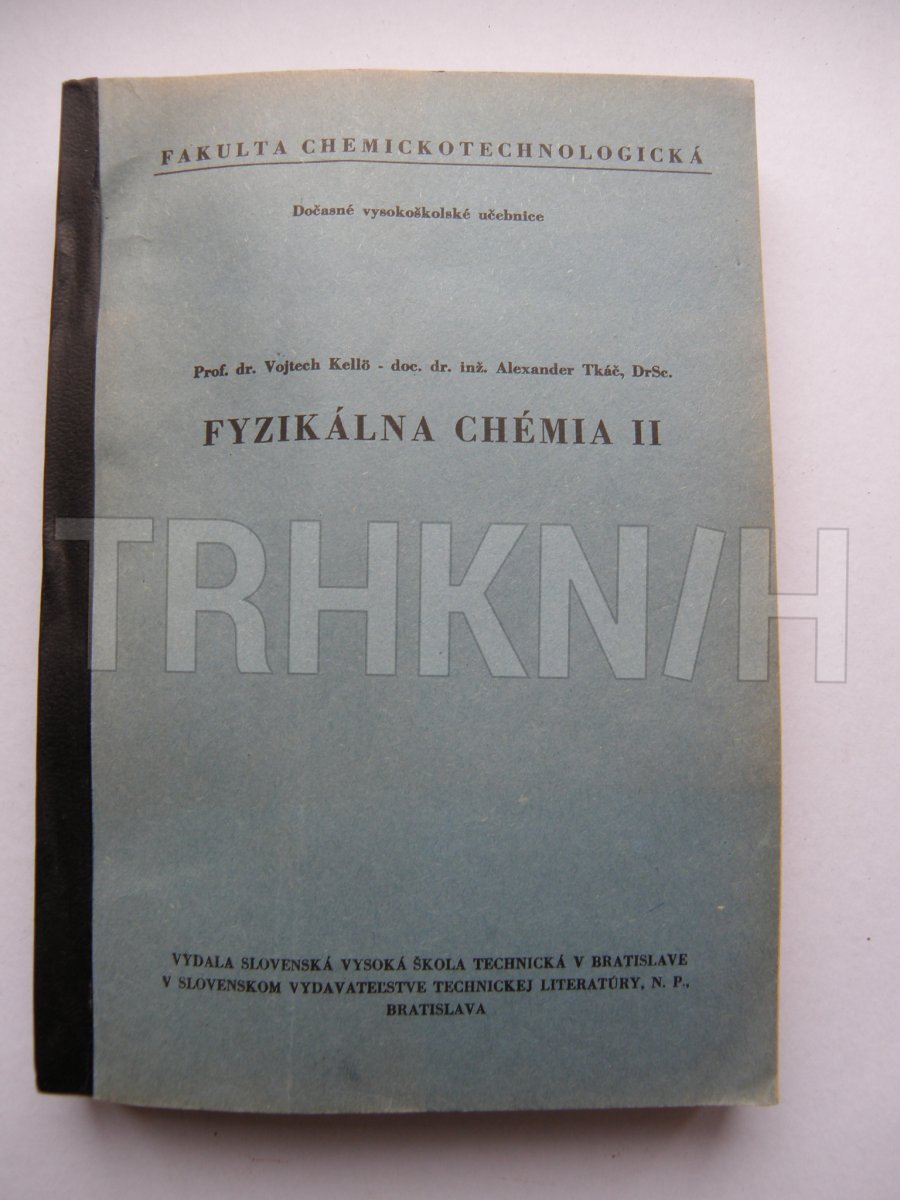 FAKULTA CHEMICKOTECHNOLOGICKÁ
Dočasné vysokoškolské učebnice
Prof. dr. Vojtech Kellö - doc. dr. inž. Alexander Tkáč, DrSc.
FYZIKÁLNA CHÉMIA II
TRHKNIH
VYDALA SLOVENSKÁ VYSOKÁ ŠKOLA TECHNICKÁ V BRATISLAVE
V SLOVENSKOM VYDAVATEĽSTVE TECHNICKEJ LITERATÚRY, N. P.,
BRATISLAVA